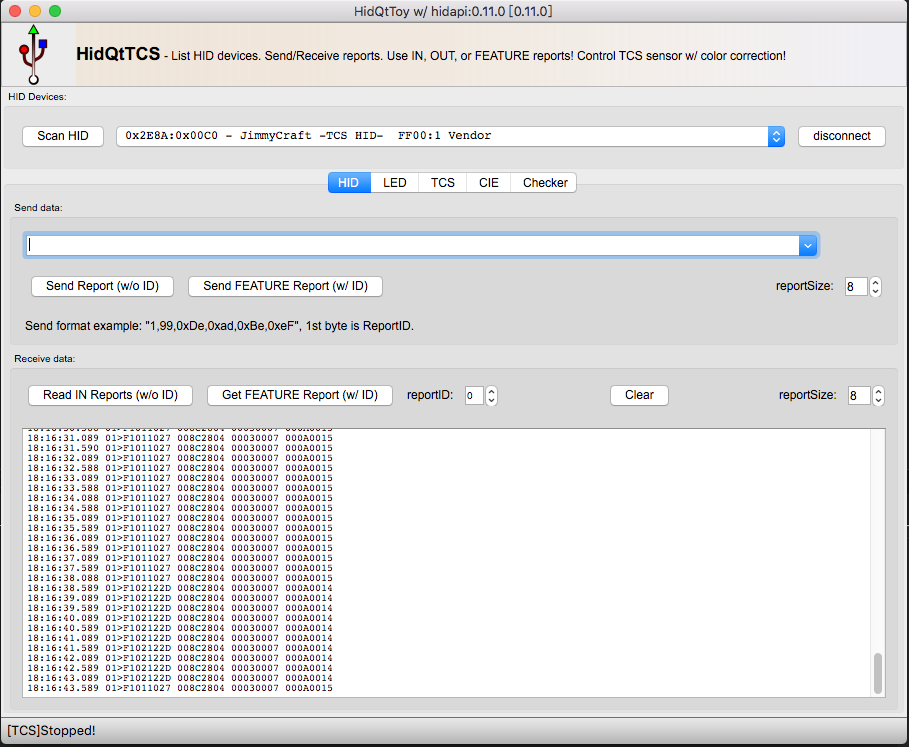 HidQtToy w/ hidapi:0.11.0 [0.11.0]
HidQtTCS - List HID devices. Send/Receive reports. Use IN, OUT, or FEATURE reports! Control TCS sensor w/ color correction!
HID Devices:
Scan HID
0x2E8A:0x00C0 - JimmyCraft -TCS HID-  FF00:1 Vendor
disconnect
HID LED TCS CIE Checker
Send data:
Send Report (w/o ID) Send FEATURE Report (w/ ID) reportSize: 8
Send format example: "1,99,0xDe,0xad,0xBe,0xeF", 1st byte is ReportID.
Receive data:
Read IN Reports (w/o ID) Get FEATURE Report (w/ ID) reportID: 0 Clear reportSize: 8
18:16:31.089 01>F1011027 008C2804 00030007 000A0015
18:16:31.590 01>F1011027 008C2804 00030007 000A0015
18:16:32.089 01>F1011027 008C2804 00030007 000A0015
18:16:32.588 01>F1011027 008C2804 00030007 000A0015
18:16:33.089 01>F1011027 008C2804 00030007 000A0015
18:16:33.588 01>F1011027 008C2804 00030007 000A0015
18:16:34.088 01>F1011027 008C2804 00030007 000A0015
18:16:34.588 01>F1011027 008C2804 00030007 000A0015
18:16:35.089 01>F1011027 008C2804 00030007 000A0015
18:16:35.589 01>F1011027 008C2804 00030007 000A0015
18:16:36.089 01>F1011027 008C2804 00030007 000A0015
18:16:36.589 01>F1011027 008C2804 00030007 000A0015
18:16:37.089 01>F1011027 008C2804 00030007 000A0015
18:16:37.589 01>F1011027 008C2804 00030007 000A0015
18:16:38.088 01>F1011027 008C2804 00030007 000A0015
18:16:38.589 01>F102122D 008C2804 00030007 000A0014
18:16:39.089 01>F102122D 008C2804 00030007 000A0014
18:16:39.589 01>F102122D 008C2804 00030007 000A0014
18:16:40.089 01>F102122D 008C2804 00030007 000A0014
18:16:40.589 01>F102122D 008C2804 00030007 000A0014
18:16:41.089 01>F102122D 008C2804 00030007 000A0014
18:16:41.589 01>F102122D 008C2804 00030007 000A0014
18:16:42.089 01>F102122D 008C2804 00030007 000A0014
18:16:42.589 01>F102122D 008C2804 00030007 000A0014
18:16:43.089 01>F102122D 008C2804 00030007 000A0014
18:16:43.589 01>F1011027 008C2804 00030007 000A0015
[TCS]Stopped!